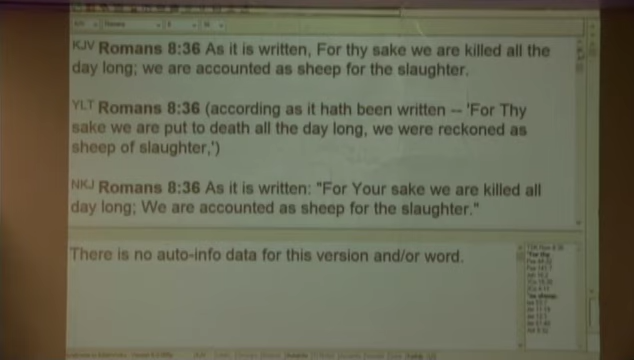 KJV Romans 8:36 As it is written, For thy sake we are killed all the
day long; we are accounted as sheep for the slaughter.
YLT Romans 8:36 (according as it hath been written -- 'For Thy
sake we are put to death all the day long, we were reckoned as
sheep of slaughter,')
NKJ Romans 8:36 As it is written: "For Your sake we are killed all
day long; We are accounted as sheep for the slaughter."
There is no auto-info data for this version and/or word.